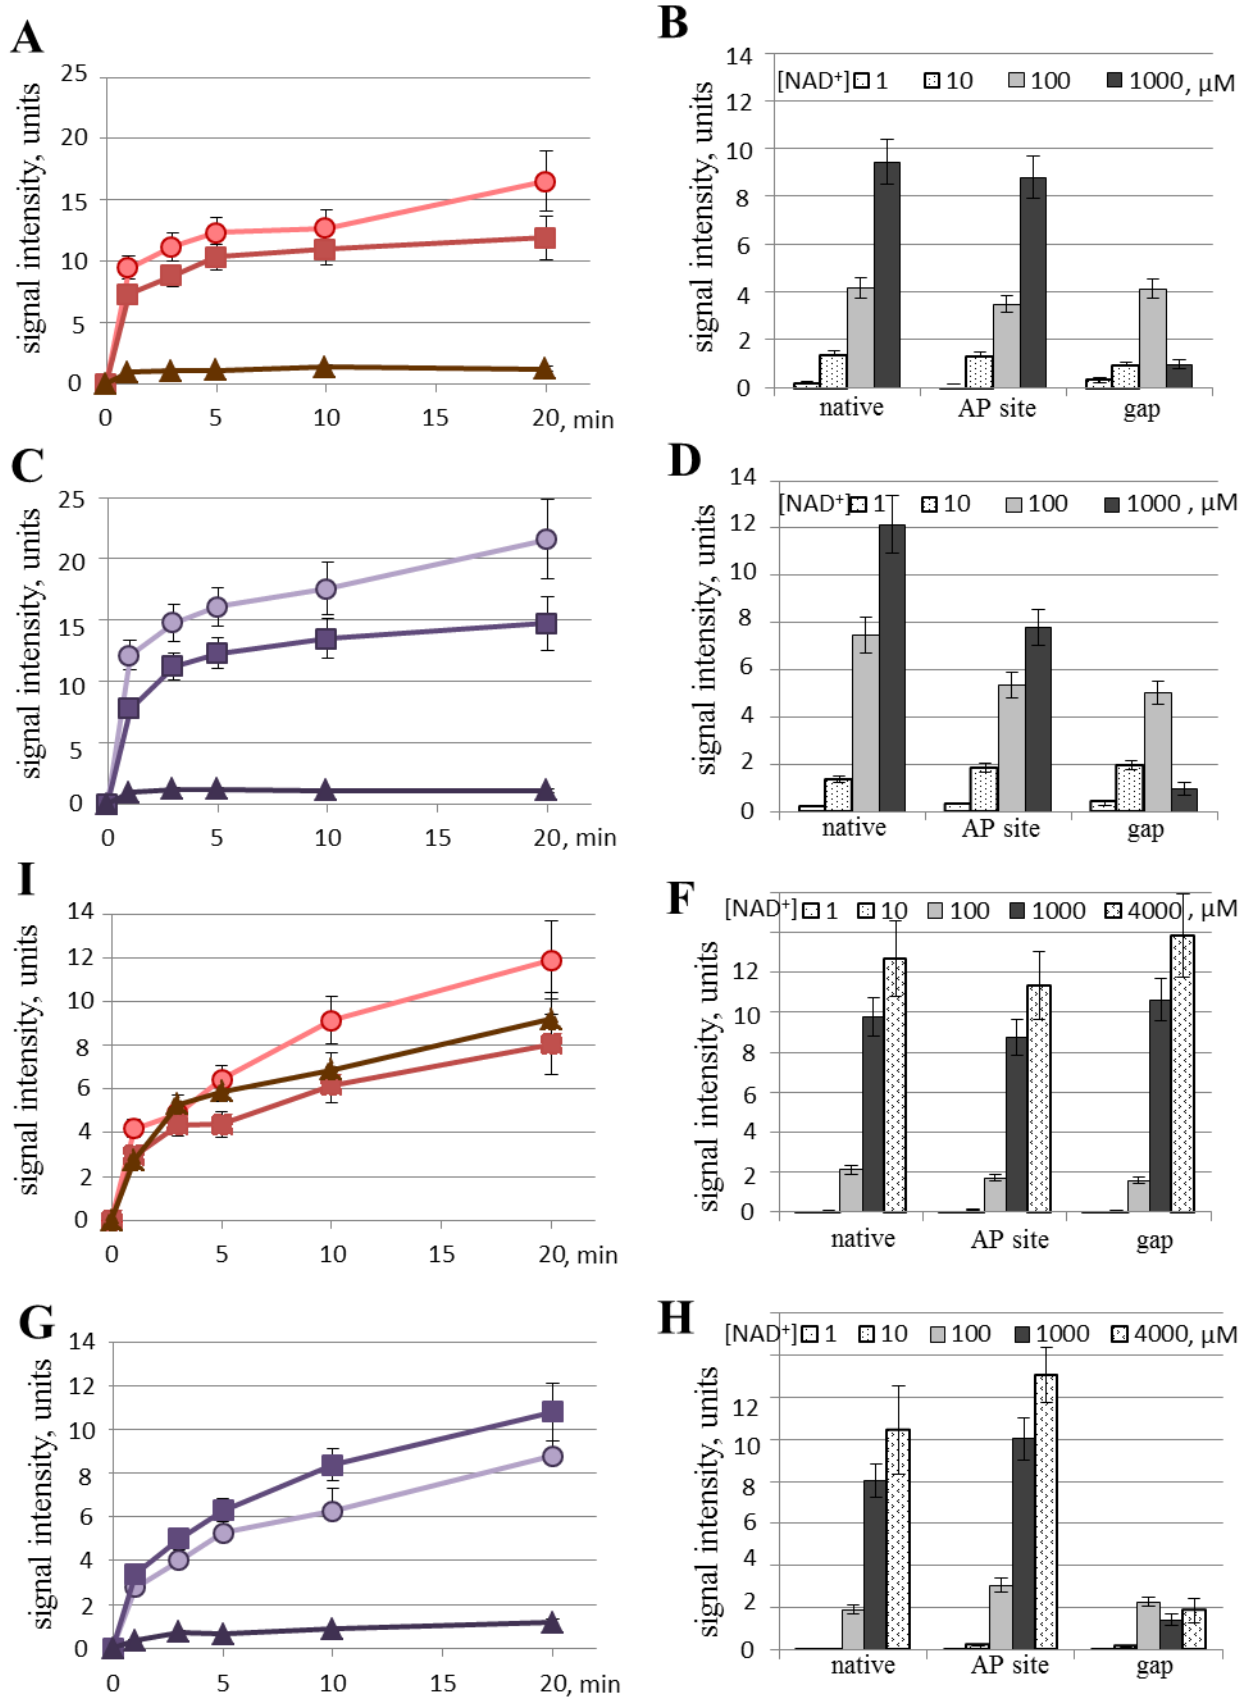 A
signal intensity, units
25
20
15
10
5
0
0 5 10 15 20, min
B
signal intensity, units
14
12
10
8
6
4
2
0
[NAD⁺] 1 10 100 1000, µM
native AP site gap
C
signal intensity, units
25
20
15
10
5
0
0 5 10 15 20, min
D
signal intensity, units
14
12
10
8
6
4
2
0
[NAD⁺] 1 10 100 1000, µM
native AP site gap
I
signal intensity, units
14
12
10
8
6
4
2
0
0 5 10 15 20, min
F
signal intensity, units
[NAD⁺] 1 10 100 1000 4000, µM
12
10
8
6
4
2
0
native AP site gap
G
signal intensity, units
14
12
10
8
6
4
2
0
0 5 10 15 20, min
H
signal intensity, units
[NAD⁺] 1 10 100 1000 4000, µM
12
10
8
6
4
2
0
native AP site gap